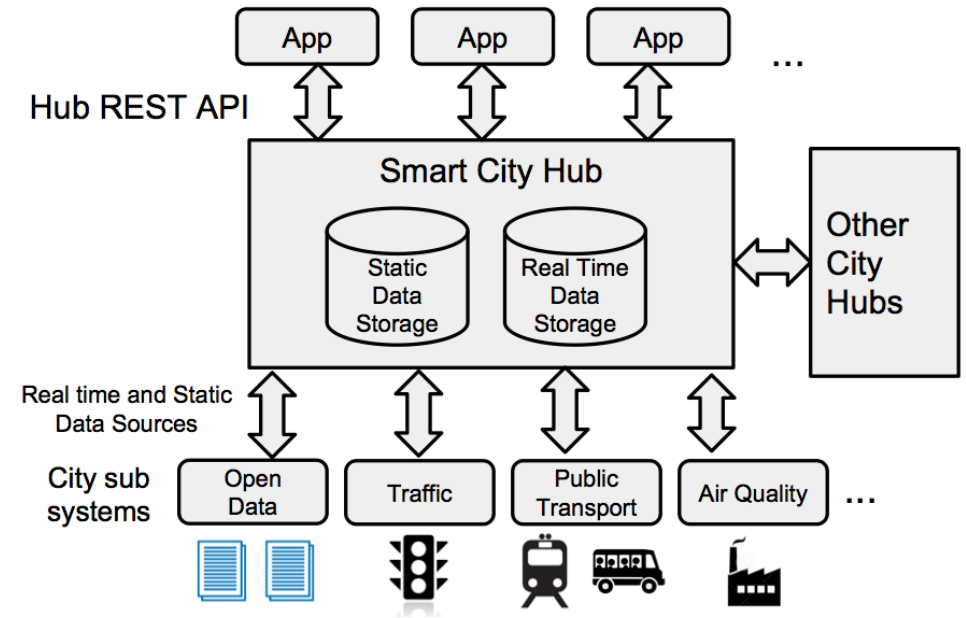 App
App
App
...
Hub REST API
Smart City Hub
Static
Data
Storage
Real Time
Data
Storage
Other
City
Hubs
Real time and Static
Data Sources
City sub
systems
Open
Data
Traffic
Public
Transport
Air Quality
...